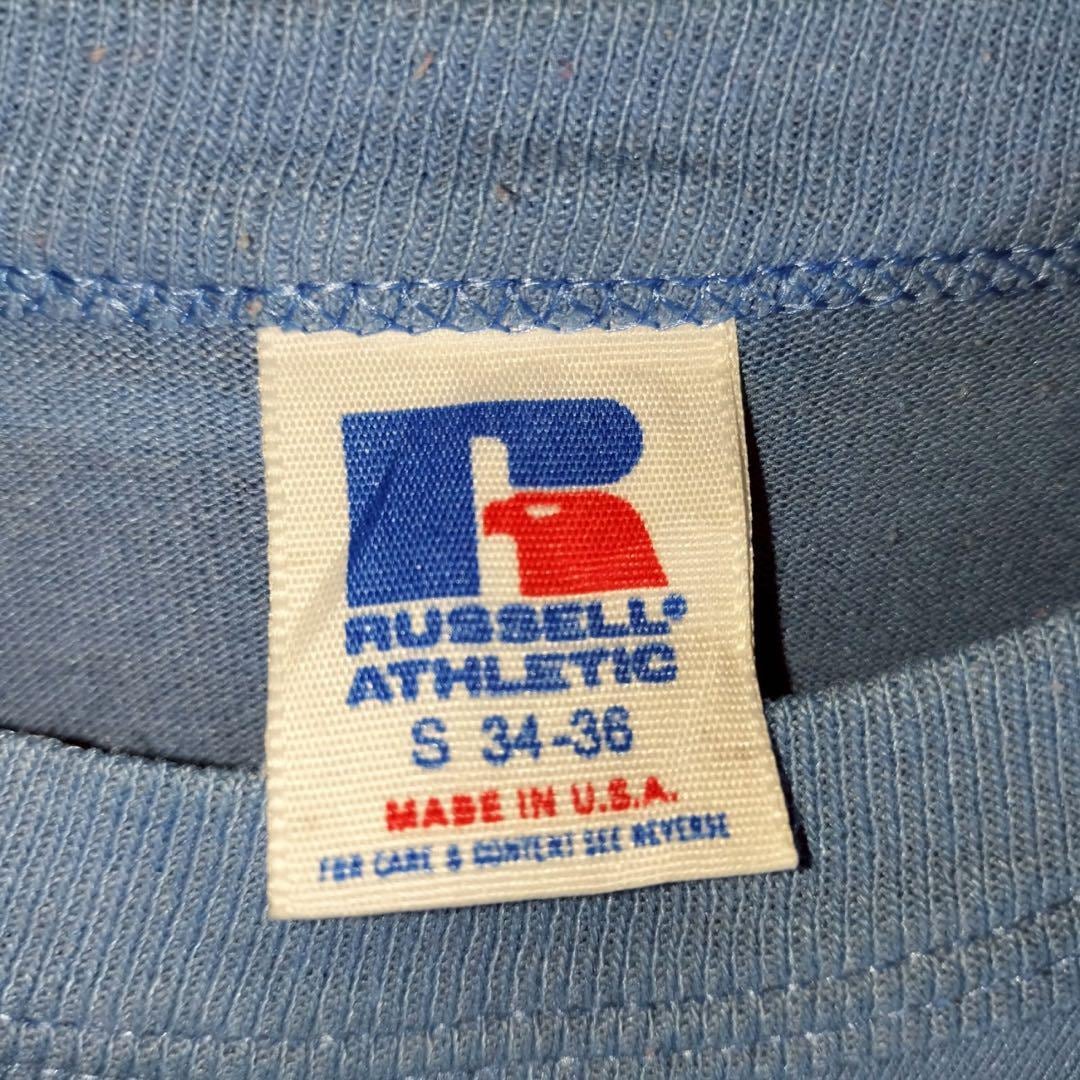 R
RUSSELL®
ATHLETIC
S 34-36
MADE IN U.S.A.
FOR CARE & CONTENT SEE REVERSE